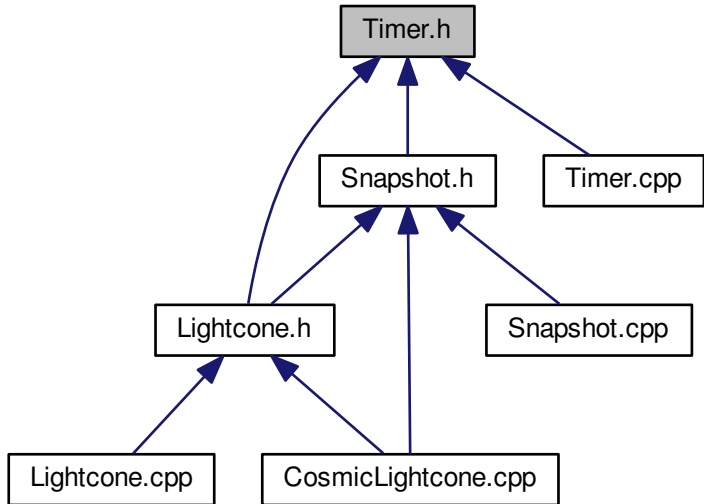 Timer.h
Snapshot.h
Timer.cpp
Lightcone.h
Snapshot.cpp
Lightcone.cpp
CosmicLightcone.cpp